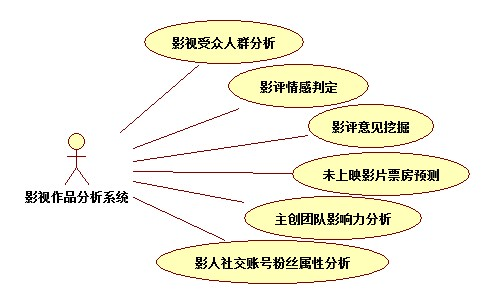 影视受众人群分析
影评情感判定
影评意见挖掘
未上映影片票房预测
影视作品分析系统
主创团队影响力分析
影人社交账号粉丝属性分析